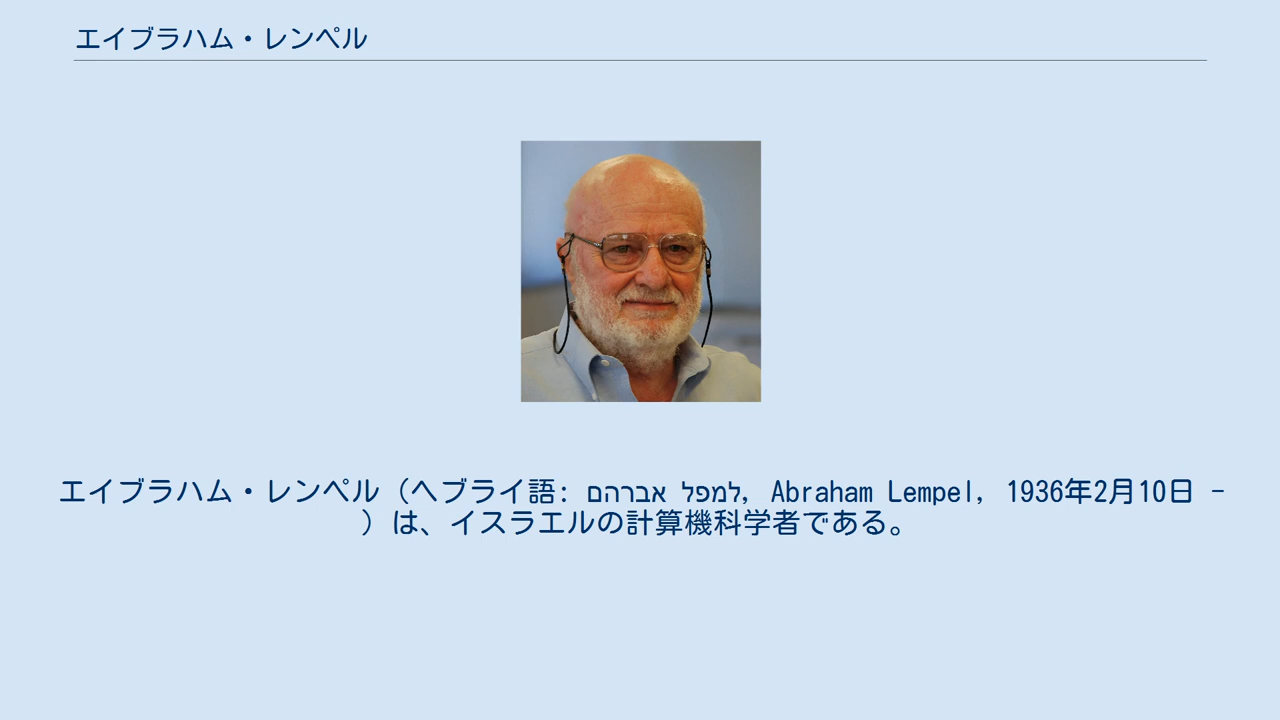 エイブラハム・レンペル
エイブラハム・レンペル（ヘブライ語: אברהם למפל, Abraham Lempel, 1936年2月10日 -
）は、イスラエルの計算機科学者である。